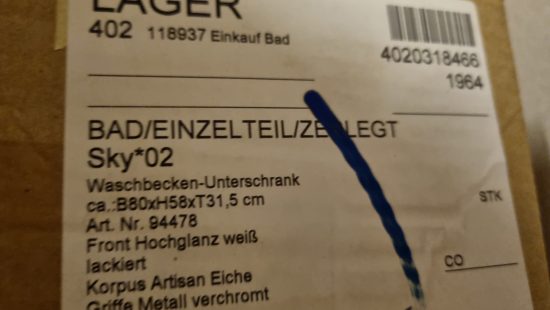 LAGER
402 118937 Einkauf Bad
4020318466
1964
BAD/EINZELTEIL/ZERLEGT
Sky*02
Waschbecken-Unterschrank
ca.:B80xH58xT31,5 cm
Art. Nr. 94478
Front Hochglanz weiß
lackiert
Korpus Artisan Eiche
Griffe Metall verchromt
STK
CO